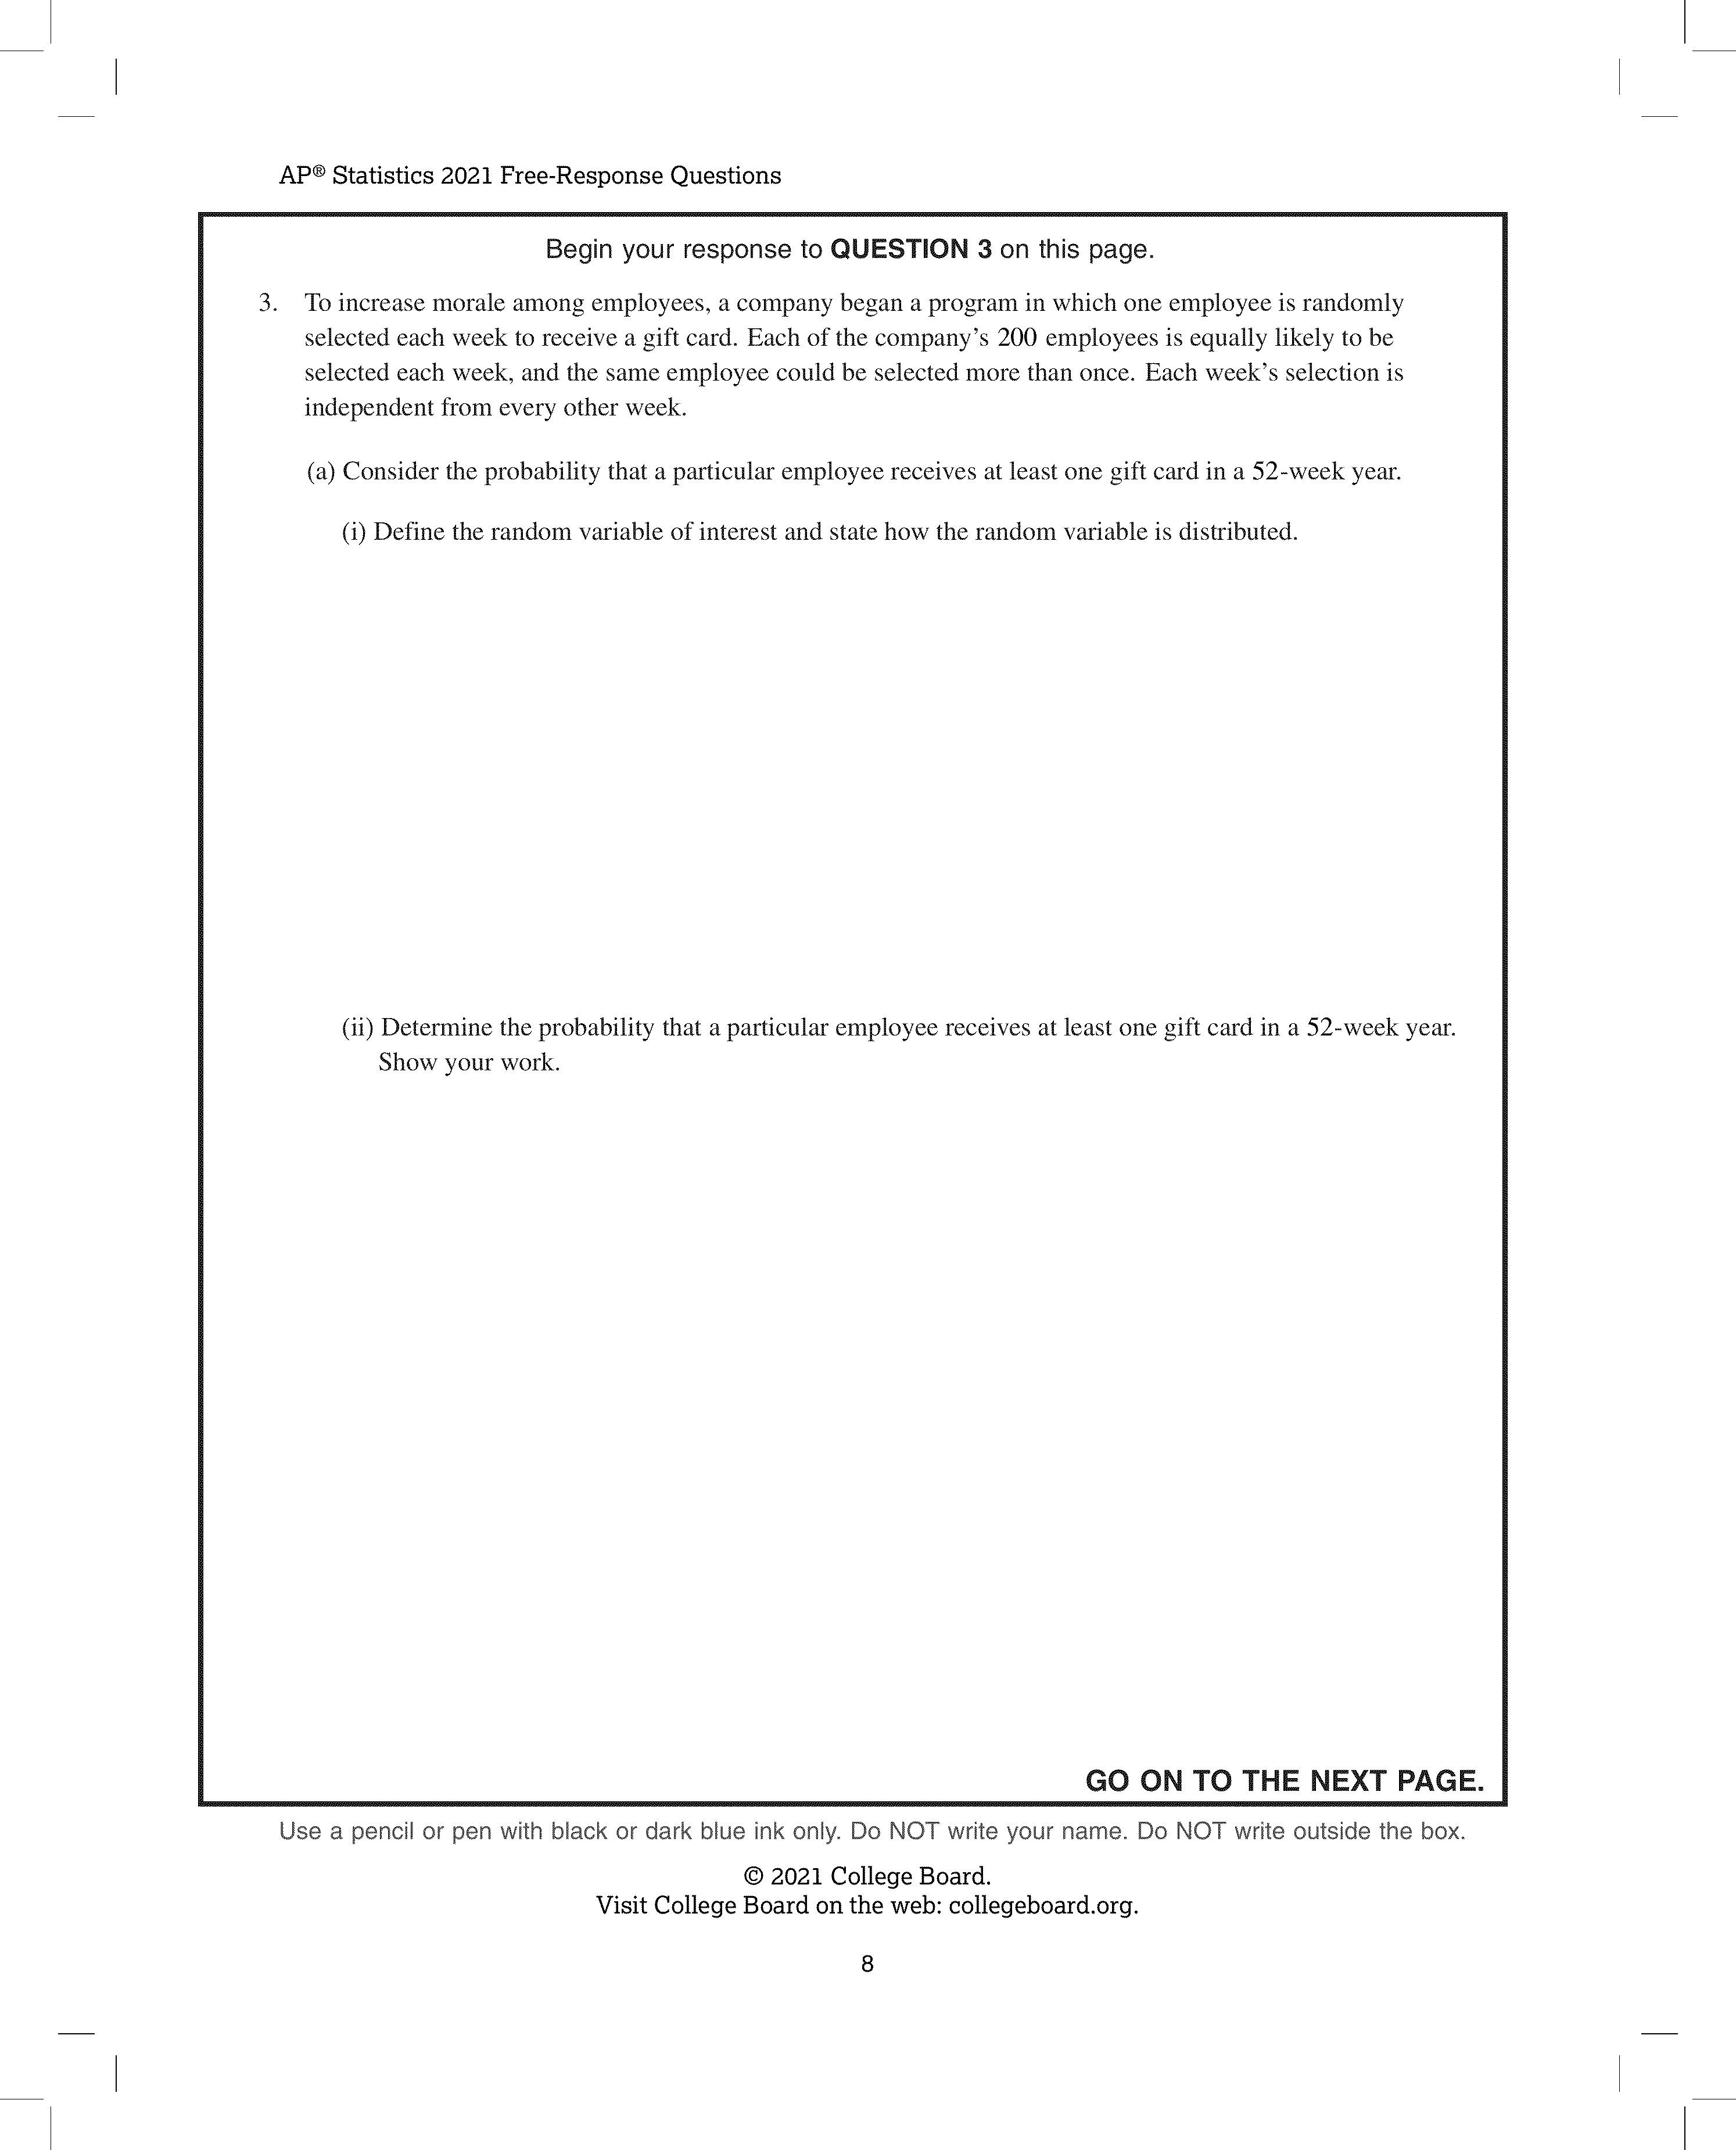 AP® Statistics 2021 Free-Response Questions
Begin your response to QUESTION 3 on this page.
3. To increase morale among employees, a company began a program in which one employee is randomly
selected each week to receive a gift card. Each of the company’s 200 employees is equally likely to be
selected each week, and the same employee could be selected more than once. Each week’s selection is
independent from every other week.
(a) Consider the probability that a particular employee receives at least one gift card in a 52-week year.
(i) Define the random variable of interest and state how the random variable is distributed.
(ii) Determine the probability that a particular employee receives at least one gift card in a 52-week year.
Show your work.
GO ON TO THE NEXT PAGE.
Use a pencil or pen with black or dark blue ink only. Do NOT write your name. Do NOT write outside the box.
© 2021 College Board.
Visit College Board on the web: collegeboard.org.
8